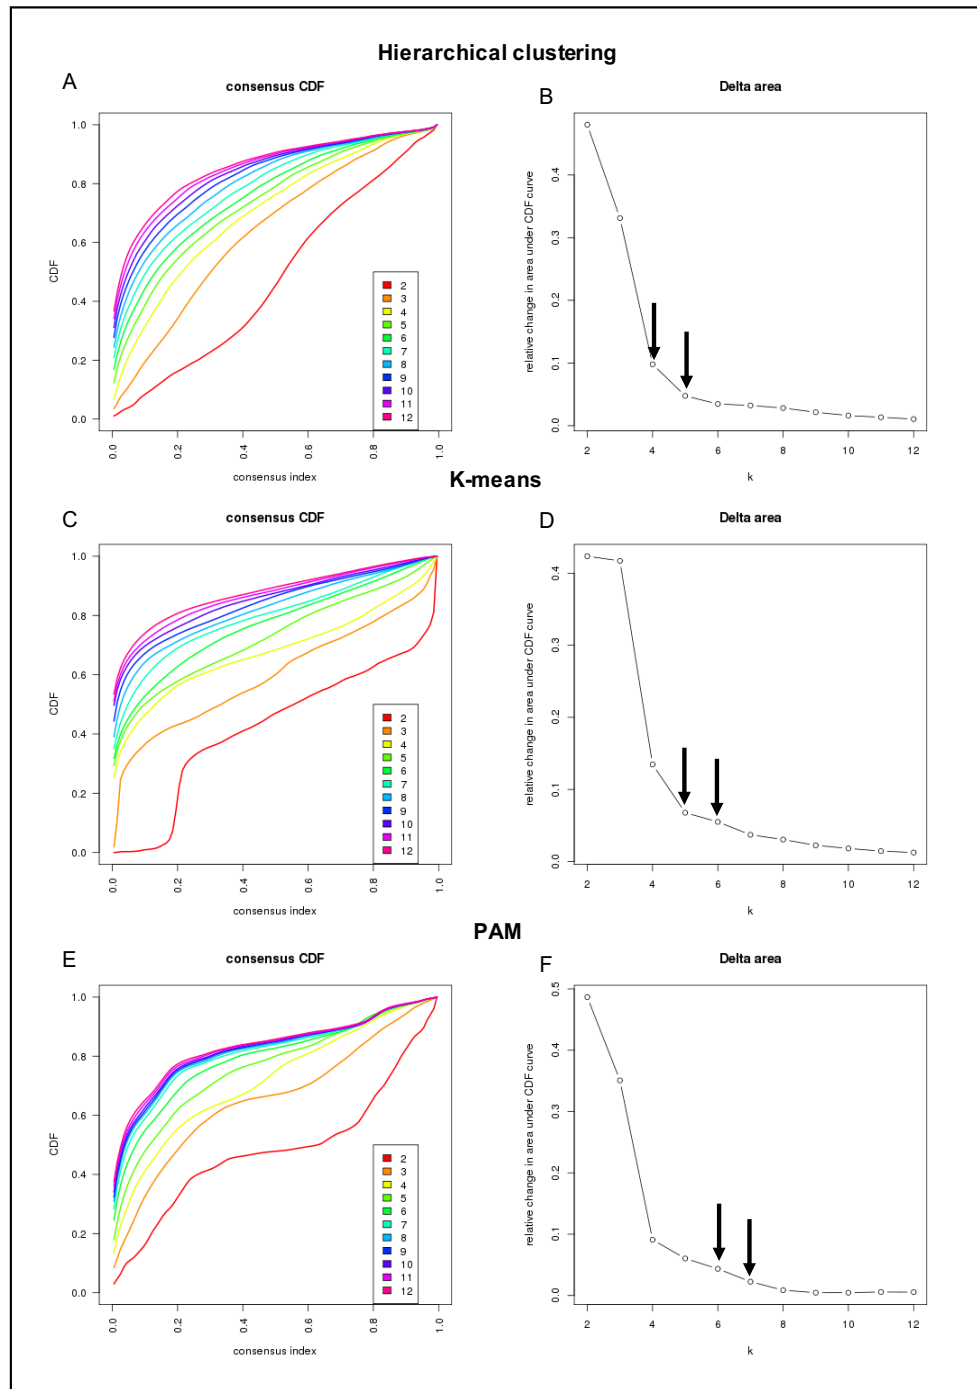 Hierarchical clustering
A
consensus CDF
CDF
1.0
0.8
0.6
0.4
0.2
0.0
2
3
4
5
6
7
8
9
10
11
12
0.0 0.2 0.4 0.6 0.8 1.0
consensus index
B
Delta area
relative change in area under CDF curve
0.4
0.3
0.2
0.1
0.0
2 4 6 8 10 12
k
K-means
C
consensus CDF
CDF
1.0
0.8
0.6
0.4
0.2
0.0
2
3
4
5
6
7
8
9
10
11
12
0.0 0.2 0.4 0.6 0.8 1.0
consensus index
D
Delta area
relative change in area under CDF curve
0.4
0.3
0.2
0.1
0.0
2 4 6 8 10 12
k
PAM
E
consensus CDF
CDF
1.0
0.8
0.6
0.4
0.2
0.0
2
3
4
5
6
7
8
9
10
11
12
0.0 0.2 0.4 0.6 0.8 1.0
consensus index
F
Delta area
relative change in area under CDF curve
0.5
0.4
0.3
0.2
0.1
0.0
2 4 6 8 10 12
k